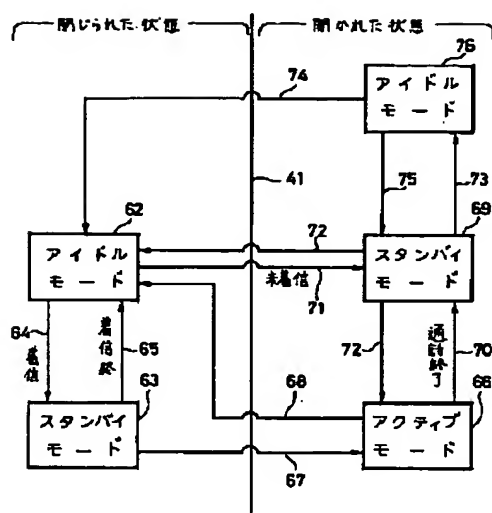 閉じられた状態
開かれた状態
76
アイドル
モード
74
41
75
73
62
69
アイドル
モード
72
スタンバイ
モード
未着信
71
64
着信
着信終
65
72
通話終了
70
63
68
66
スタンバイ
モード
アクティブ
モード
67